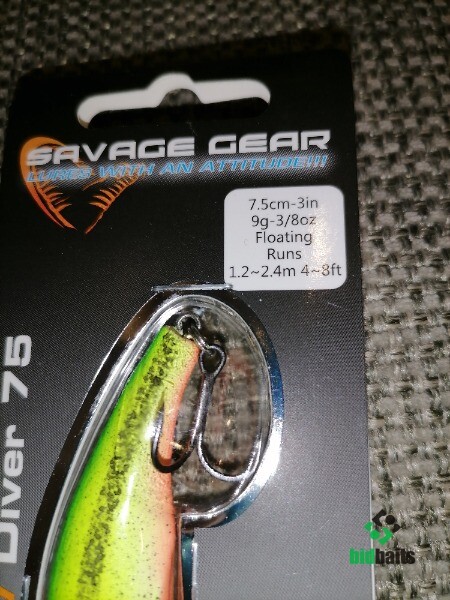 SAVAGE GEAR
LURES WITH AN ATTITUDE!!!
7.5cm-3in
9g-3/8oz
Floating
Runs
1.2~2.4m 4~8ft
Diver 75
bidbaits